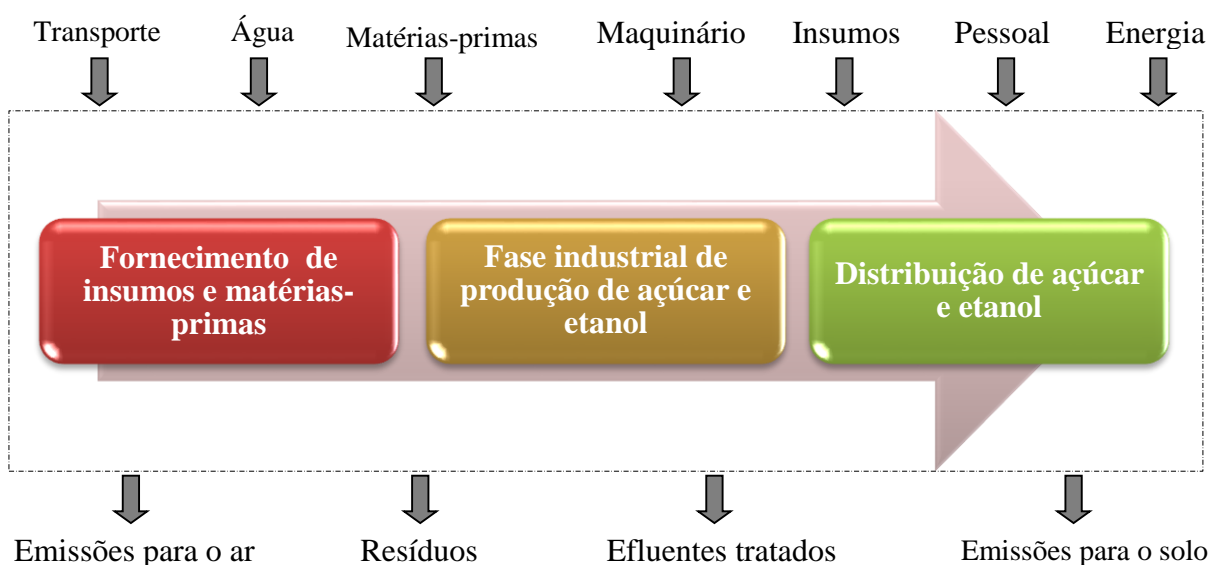 Transporte Água Matérias-primas Maquinário Insumos Pessoal Energia
Fornecimento de
insumos e matérias-
primas
Fase industrial de
produção de açúcar e
etanol
Distribuição de açúcar
e etanol
Emissões para o ar Resíduos Efluentes tratados Emissões para o solo